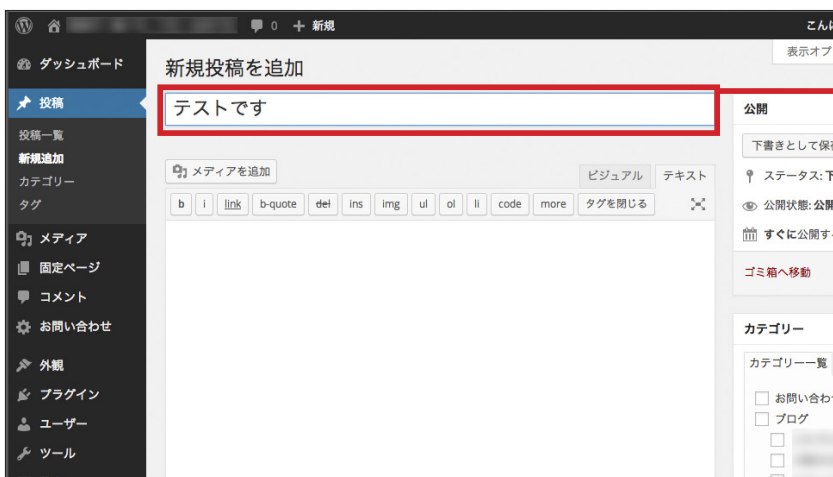 0 + 新規
こんに
表示オプ
ダッシュボード
投稿
投稿一覧
新規追加
カテゴリー
タグ
メディア
固定ページ
コメント
お問い合わせ
外観
プラグイン
ユーザー
ツール
新規投稿を追加
テストです
メディアを追加
ビジュアル テキスト
b i link b-quote del ins img ul ol li code more タグを閉じる
公開
下書きとして保存
ステータス: 下
公開状態: 公開
すぐに公開す
ゴミ箱へ移動
カテゴリー
カテゴリー一覧
お問い合わせ
ブログ